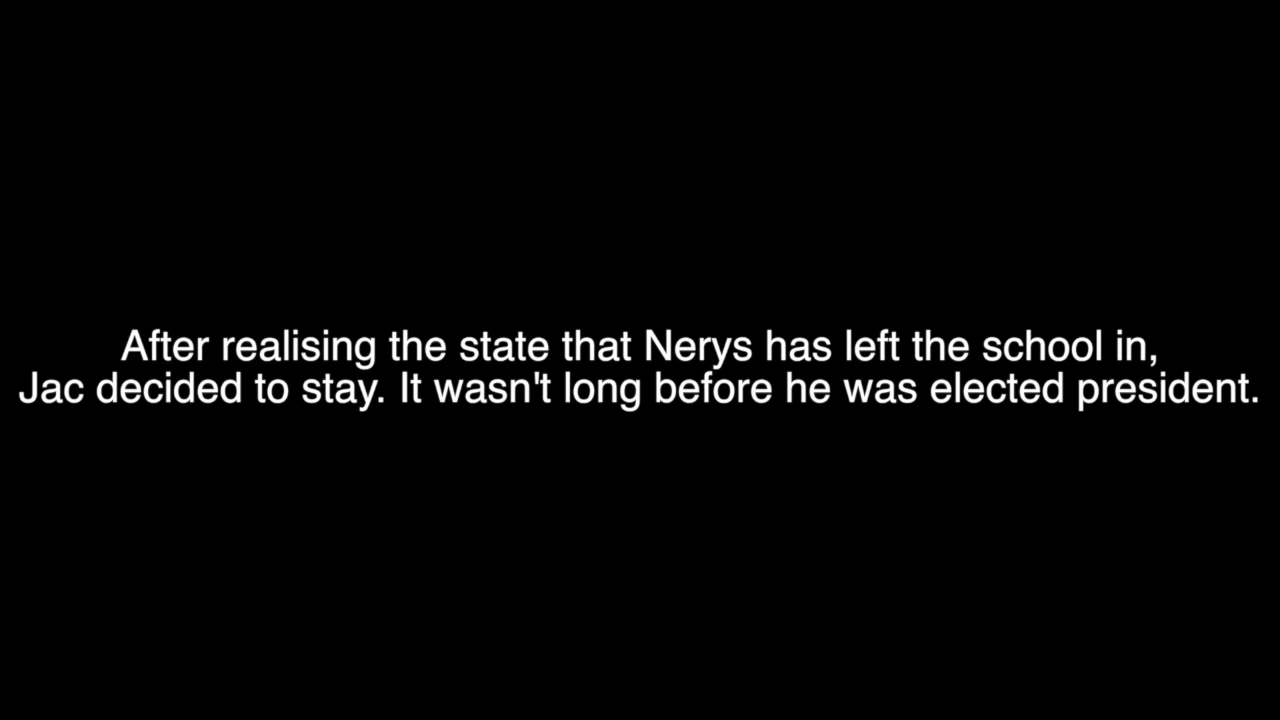 After realising the state that Nerys has left the school in,
Jac decided to stay. It wasn't long before he was elected president.